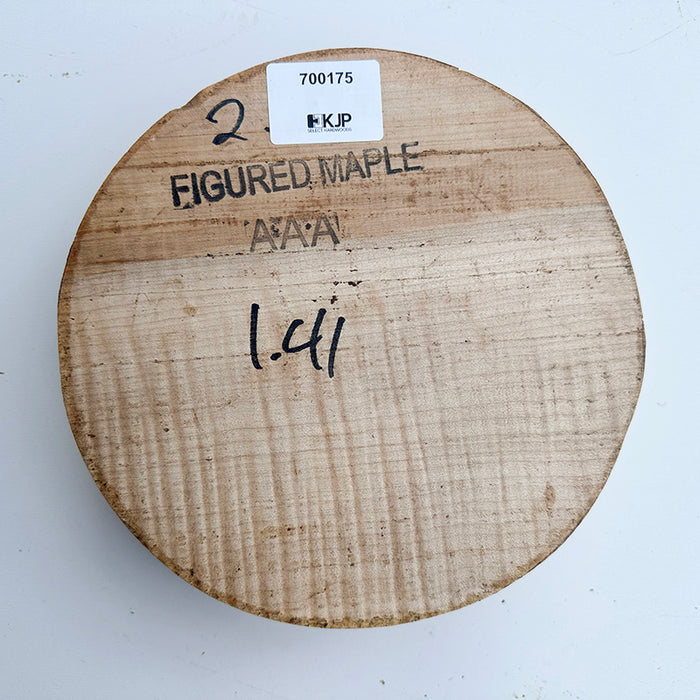 700175
KJP
SELECT HARDWOODS
2.
FIGURED MAPLE
AAA
1.41